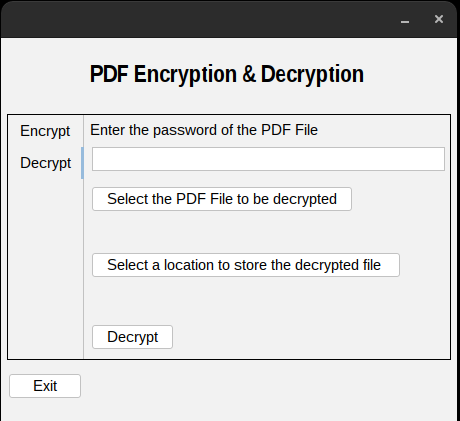 PDF Encryption & Decryption
Encrypt
Enter the password of the PDF File
Decrypt
Select the PDF File to be decrypted
Select a location to store the decrypted file
Decrypt
Exit